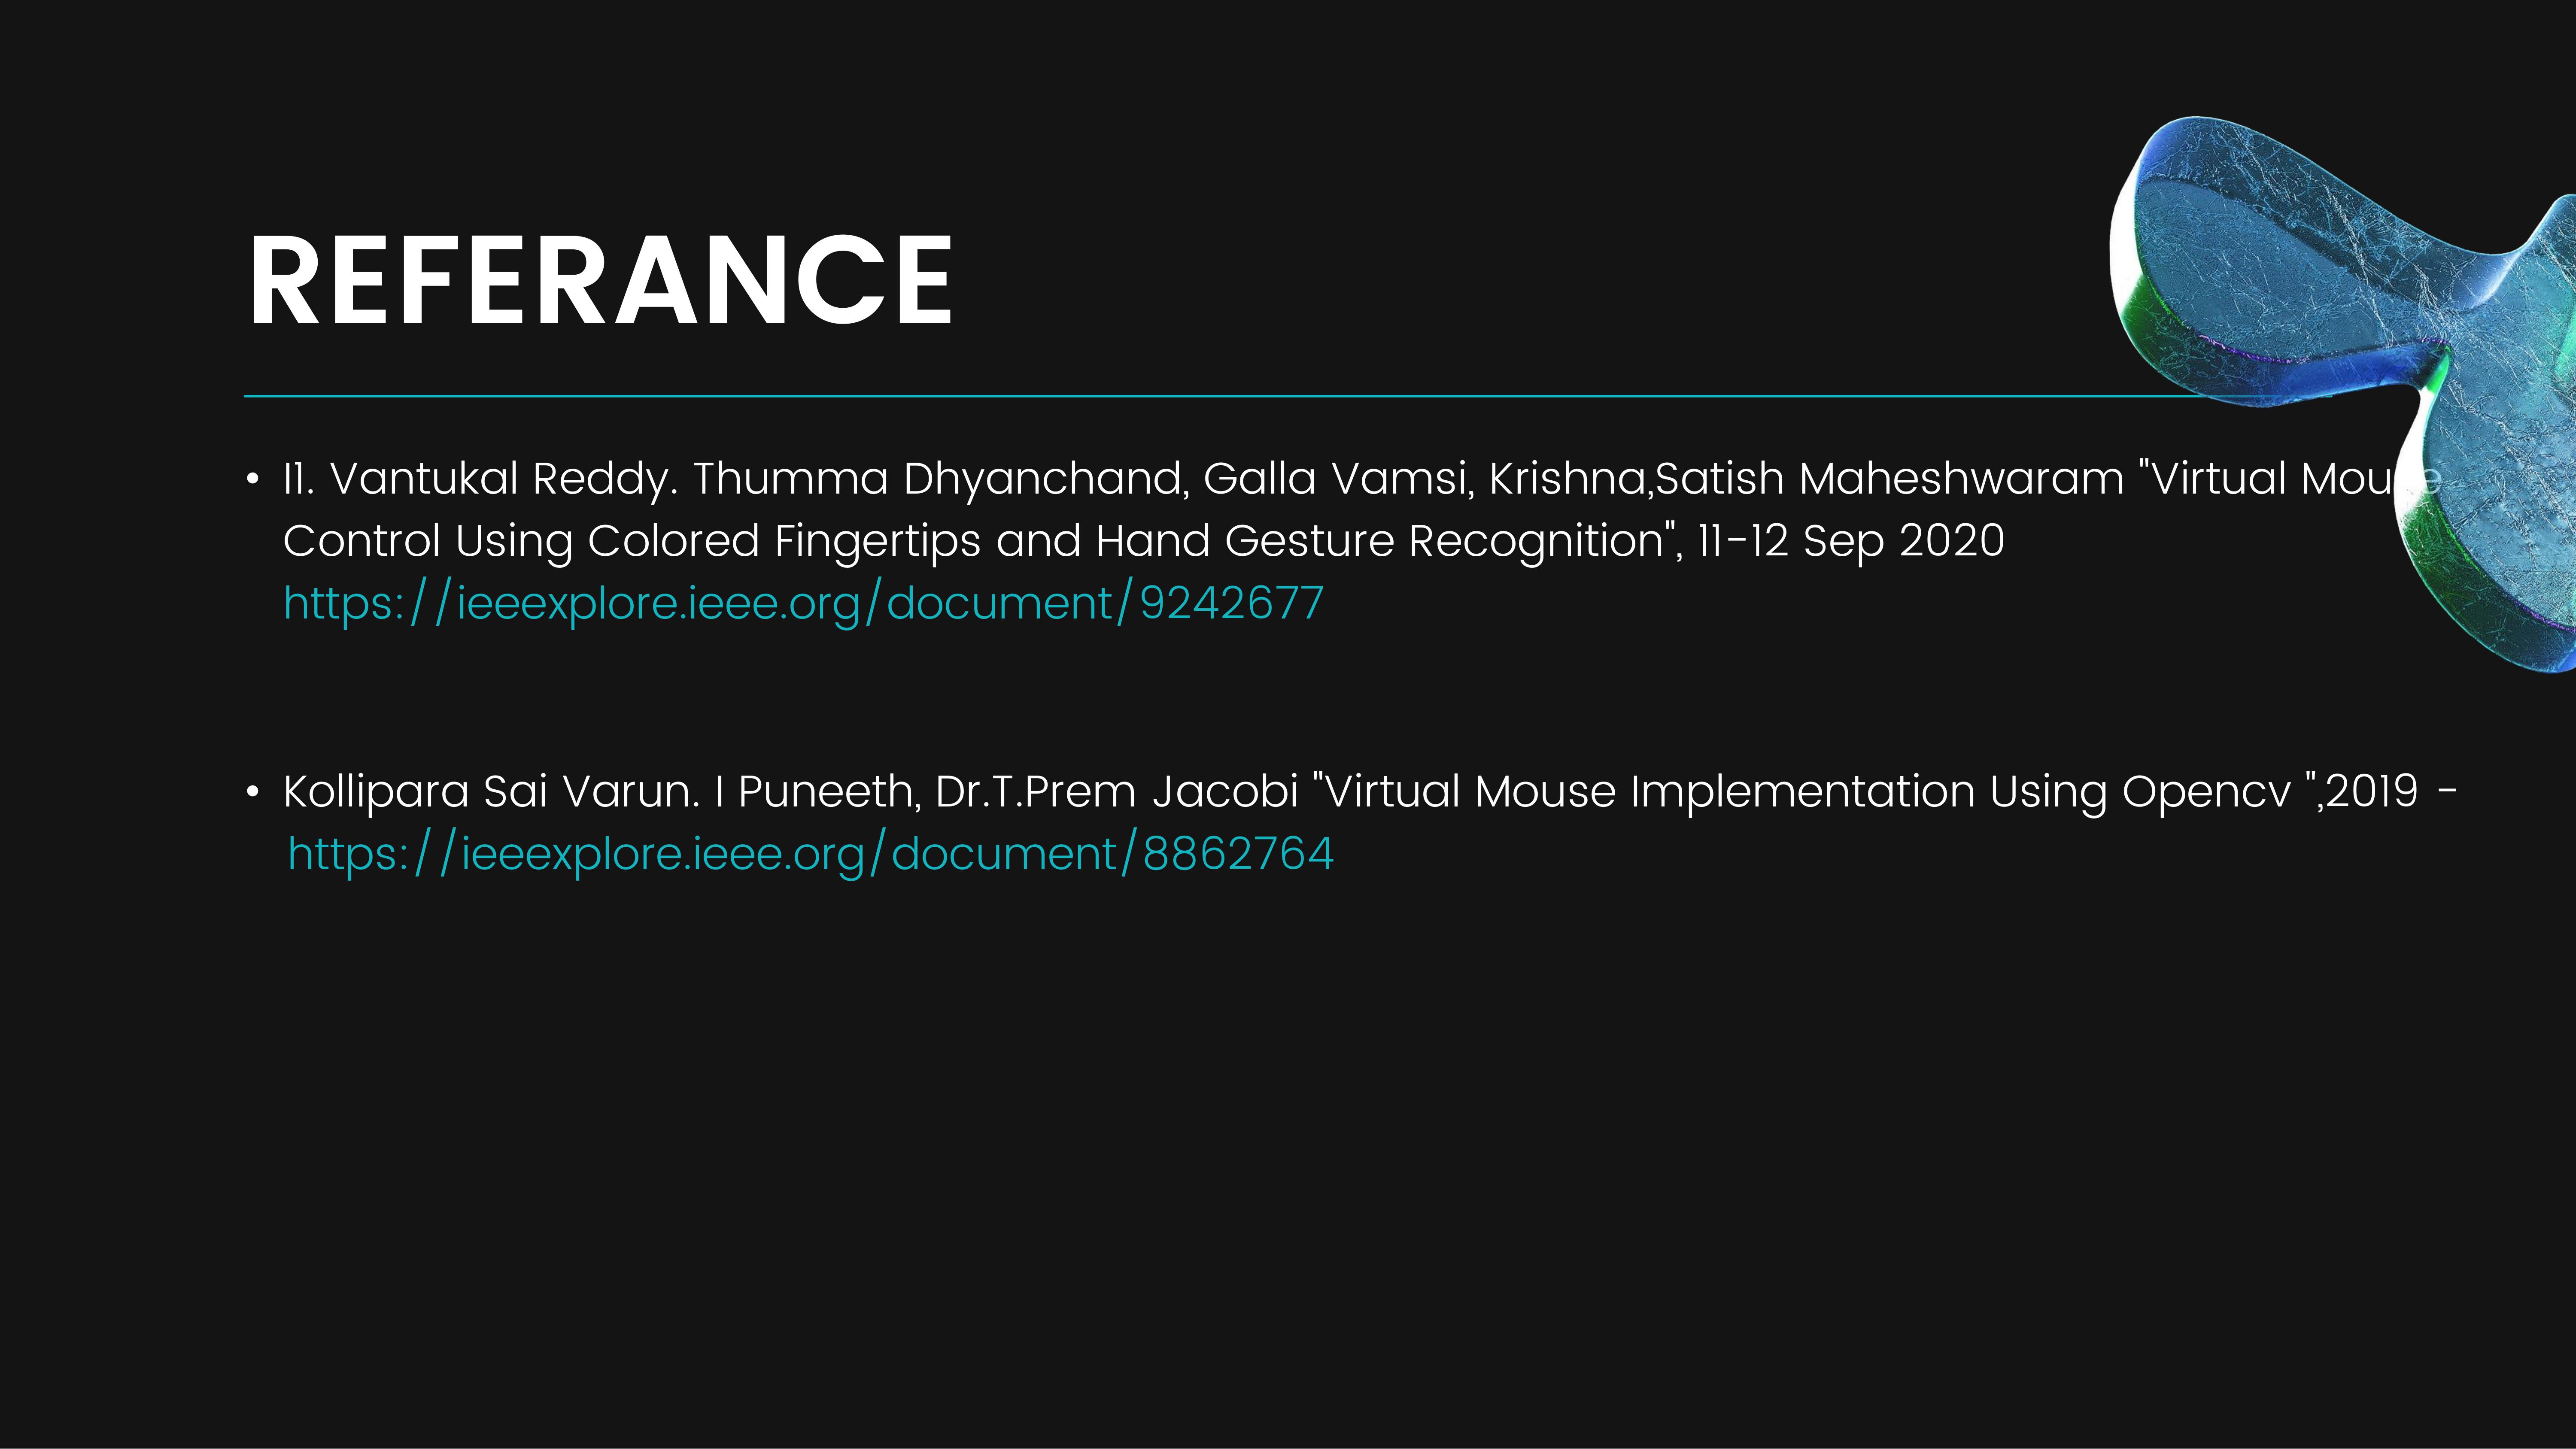 REFERANCE
• I1. Vantukal Reddy. Thumma Dhyanchand, Galla Vamsi, Krishna,Satish Maheshwaram "Virtual Mouse
Control Using Colored Fingertips and Hand Gesture Recognition", 11-12 Sep 2020
https://ieeexplore.ieee.org/document/9242677
• Kollipara Sai Varun. I Puneeth, Dr.T.Prem Jacobi "Virtual Mouse Implementation Using Opencv ",2019 -
https://ieeexplore.ieee.org/document/8862764